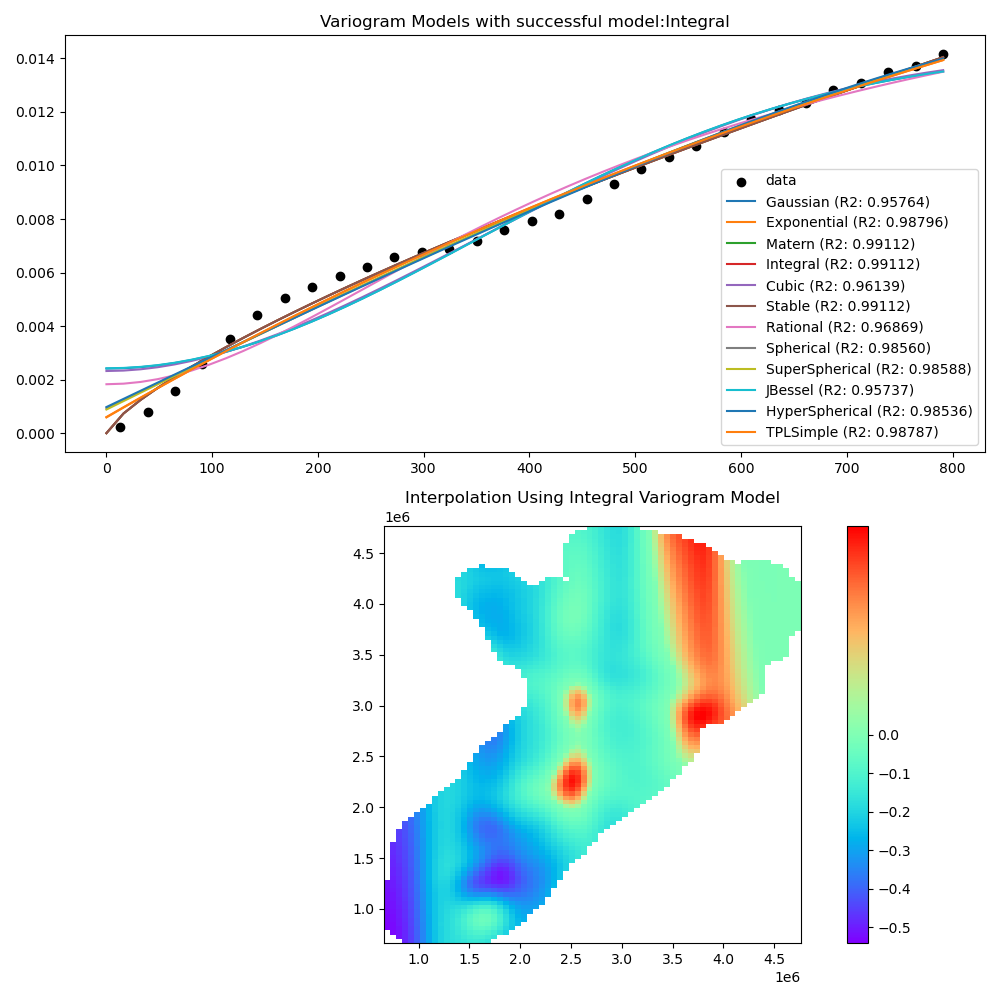 Variogram Models with successful model:Integral
0.014
0.012
0.010
0.008
0.006
0.004
0.002
0.000
data
Gaussian (R2: 0.95764)
Exponential (R2: 0.98796)
Matern (R2: 0.99112)
Integral (R2: 0.99112)
Cubic (R2: 0.96139)
Stable (R2: 0.99112)
Rational (R2: 0.96869)
Spherical (R2: 0.98560)
SuperSpherical (R2: 0.98588)
JBessel (R2: 0.95737)
HyperSpherical (R2: 0.98536)
TPLSimple (R2: 0.98787)
0 100 200 300 400 500 600 700 800
Interpolation Using Integral Variogram Model
1e6
4.5
4.0
3.5
3.0
2.5
2.0
1.5
1.0
1.0 1.5 2.0 2.5 3.0 3.5 4.0 4.5
1e6
0.0
−0.1
−0.2
−0.3
−0.4
−0.5